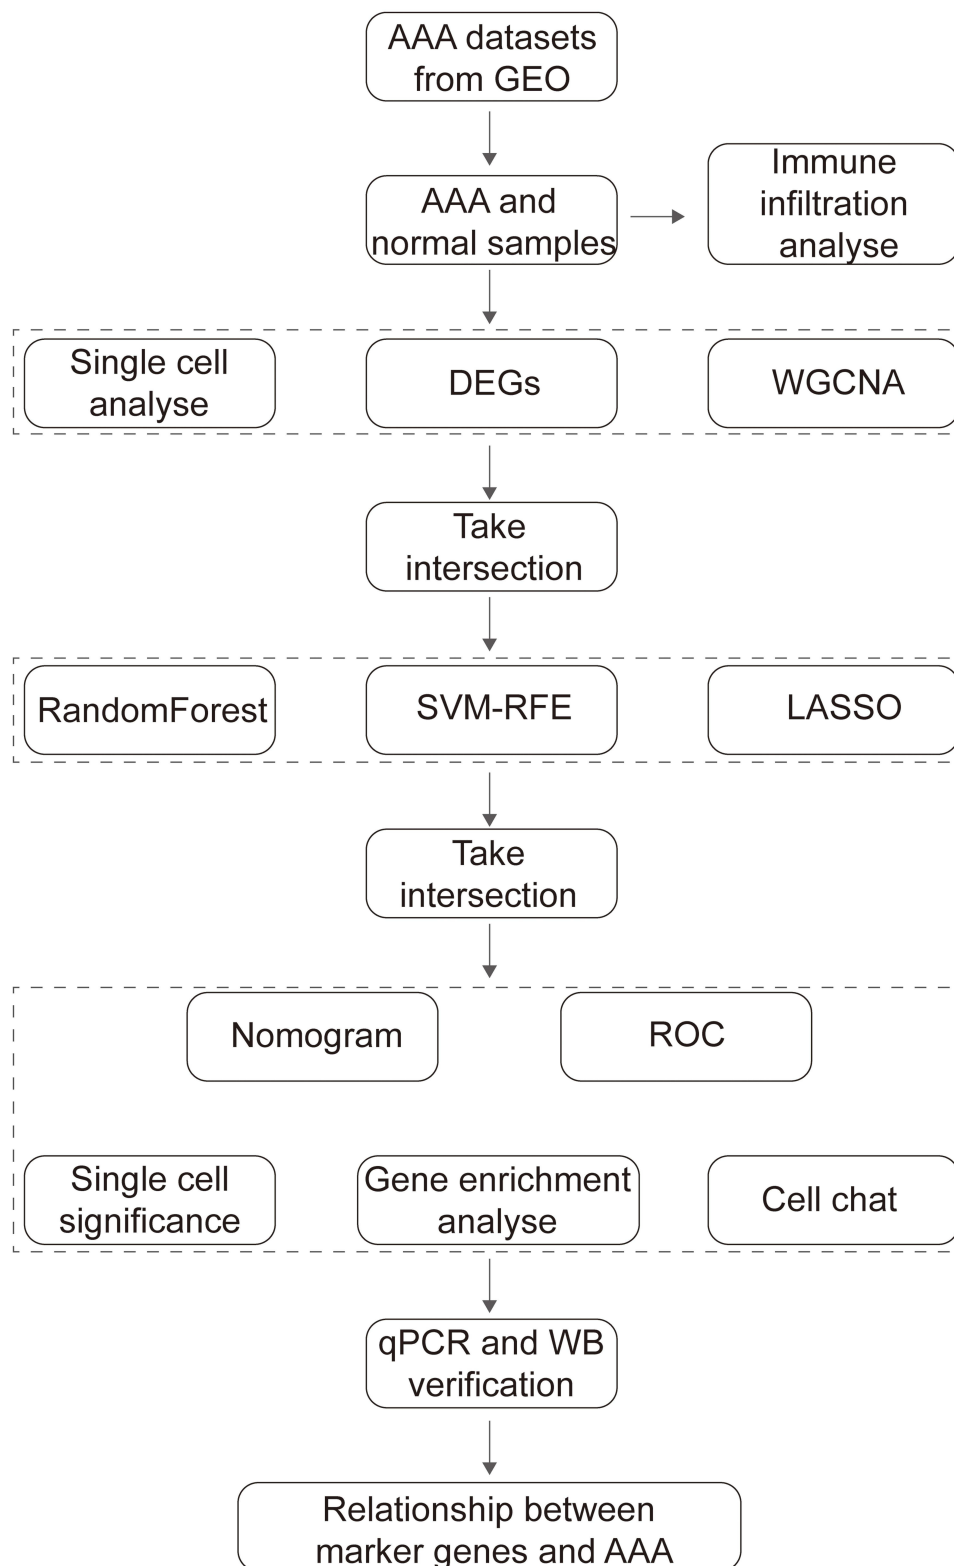 AAA datasets
from GEO
AAA and
normal samples
Immune
infiltration
analyse
Single cell
analyse
DEGs
WGCNA
Take
intersection
RandomForest
SVM-RFE
LASSO
Take
intersection
Nomogram
ROC
Single cell
significance
Gene enrichment
analyse
Cell chat
qPCR and WB
verification
Relationship between
marker genes and AAA